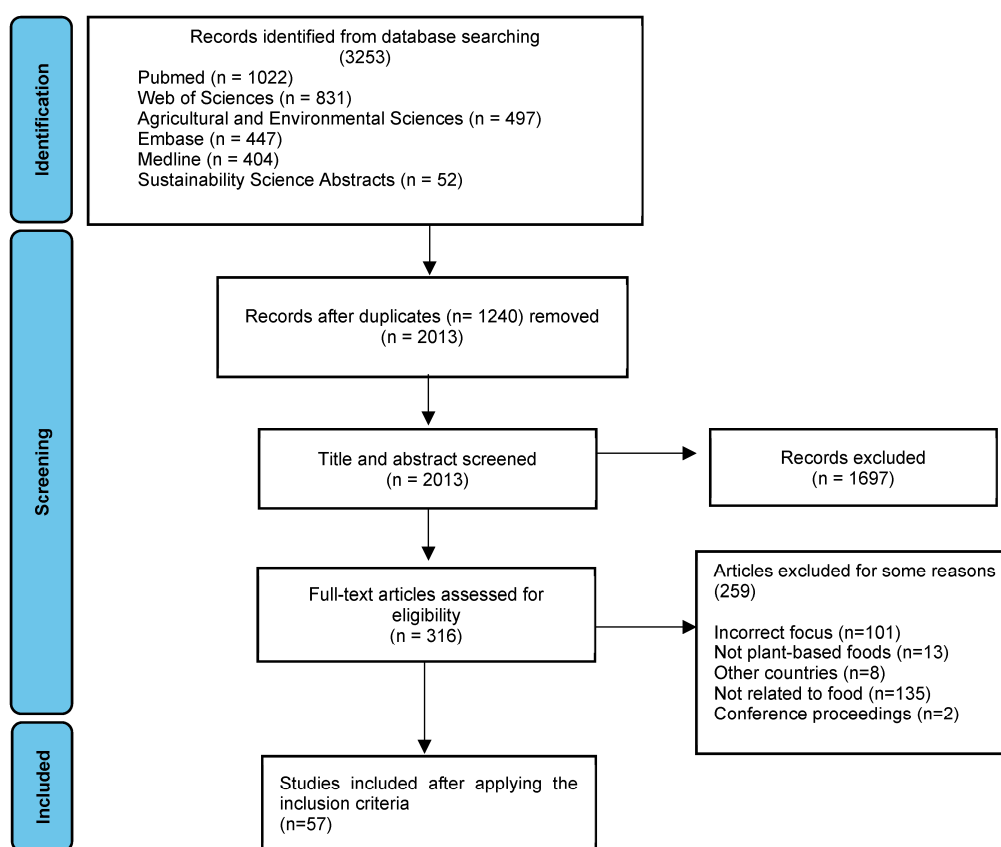 Identification
Records identified from database searching
(3253)
Pubmed (n = 1022)
Web of Sciences (n = 831)
Agricultural and Environmental Sciences (n = 497)
Embase (n = 447)
Medline (n = 404)
Sustainability Science Abstracts (n = 52)
Screening
Records after duplicates (n= 1240) removed
(n = 2013)
Title and abstract screened
(n = 2013)
Records excluded
(n = 1697)
Full-text articles assessed for
eligibility
(n = 316)
Articles excluded for some reasons
(259)
Incorrect focus (n=101)
Not plant-based foods (n=13)
Other countries (n=8)
Not related to food (n=135)
Conference proceedings (n=2)
Included
Studies included after applying the
inclusion criteria
(n=57)